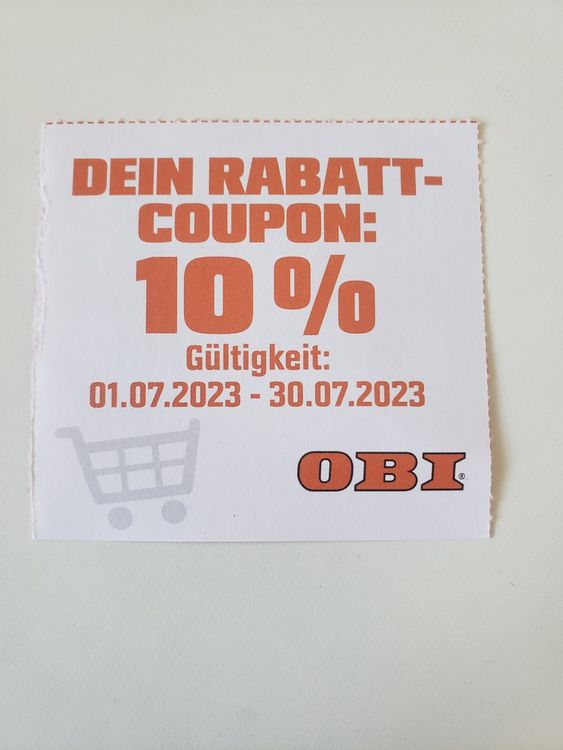 DEIN RABATT-
COUPON:
10 %
Gültigkeit:
01.07.2023 - 30.07.2023
OBI®